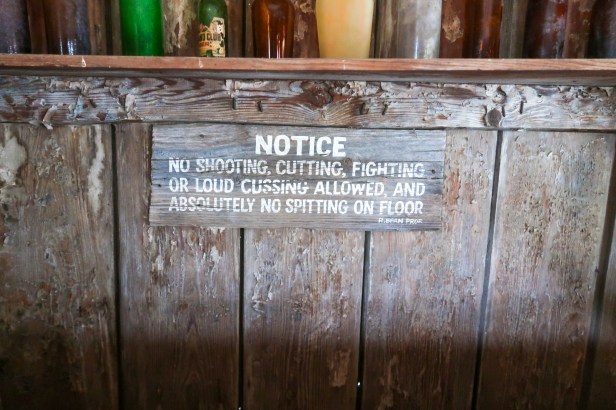 NOTICE
NO SHOOTING, CUTTING, FIGHTING
OR LOUD CUSSING ALLOWED, AND
ABSOLUTELY NO SPITTING ON FLOOR